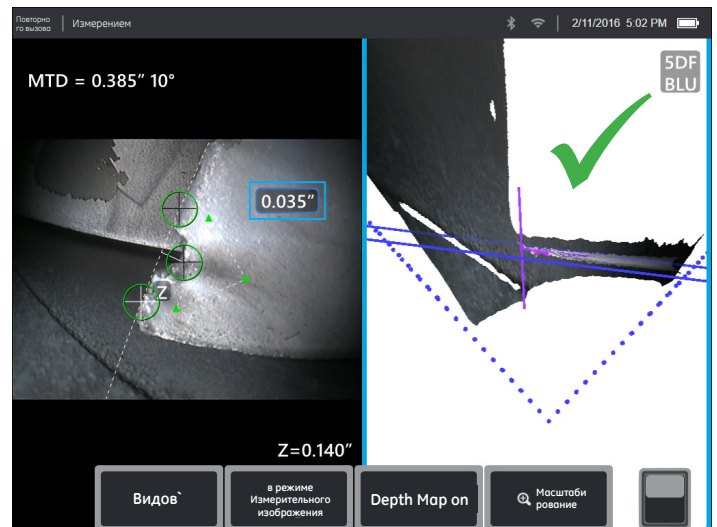 Повторно
го вызова
Измерением
2/11/2016 5:02 PM
MTD = 0.385" 10°
5DF
BLU
0.035"
Z
Z=0.140"
Видов`
в режиме
Измерительного
изображения
Depth Map on
Масштаби
рование